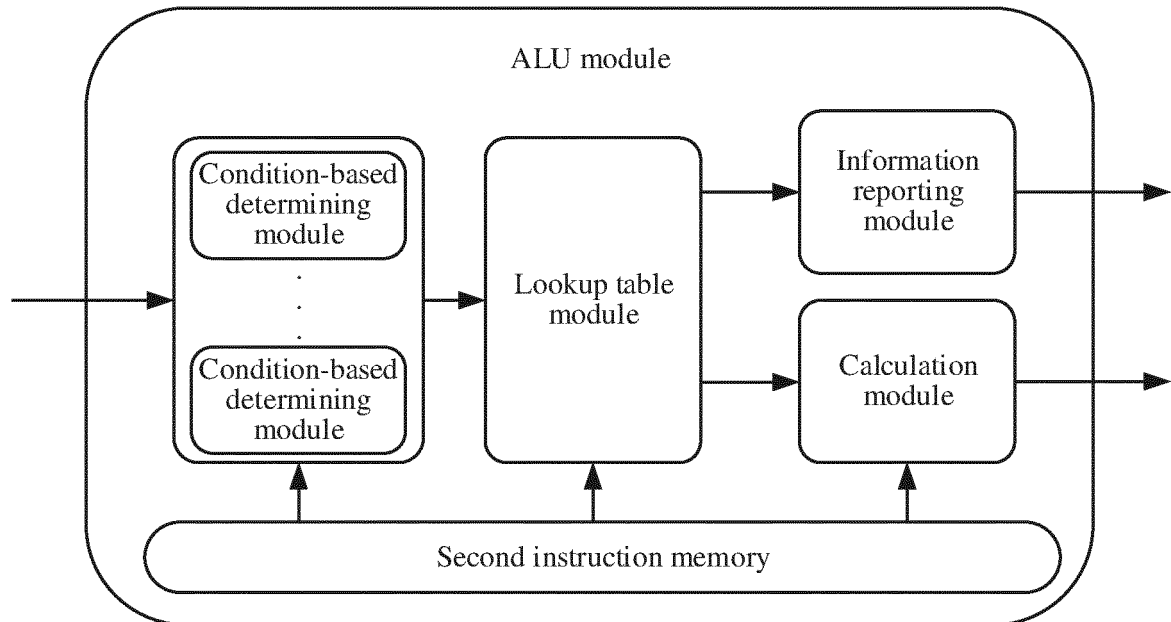 ALU module
Condition-based
determining
module
.
.
.
Condition-based
determining
module
Lookup table
module
Information
reporting
module
Calculation
module
Second instruction memory